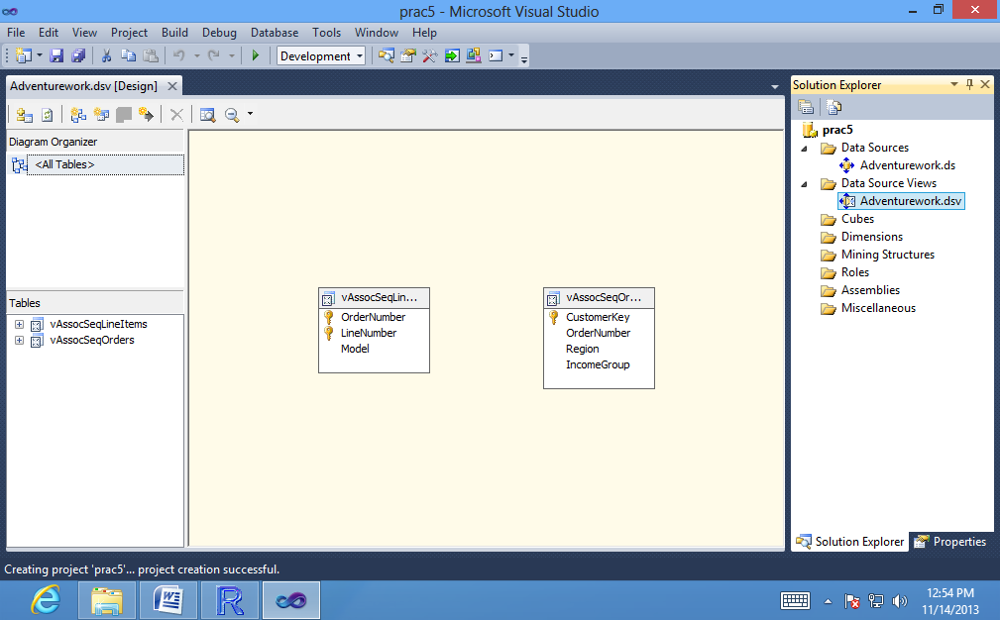 prac5 - Microsoft Visual Studio
File Edit View Project Build Debug Database Tools Window Help
Development
Adventurework.dsv [Design]
Diagram Organizer
<All Tables>
Tables
vAssocSeqLineItems
vAssocSeqOrders
vAssocSeqLin...
OrderNumber
LineNumber
Model
vAssocSeqOr...
CustomerKey
OrderNumber
Region
IncomeGroup
Solution Explorer
prac5
Data Sources
Adventurework.ds
Data Source Views
Adventurework.dsv
Cubes
Dimensions
Mining Structures
Roles
Assemblies
Miscellaneous
Solution Explorer Properties
Creating project 'prac5'... project creation successful.
12:54 PM
11/14/2013